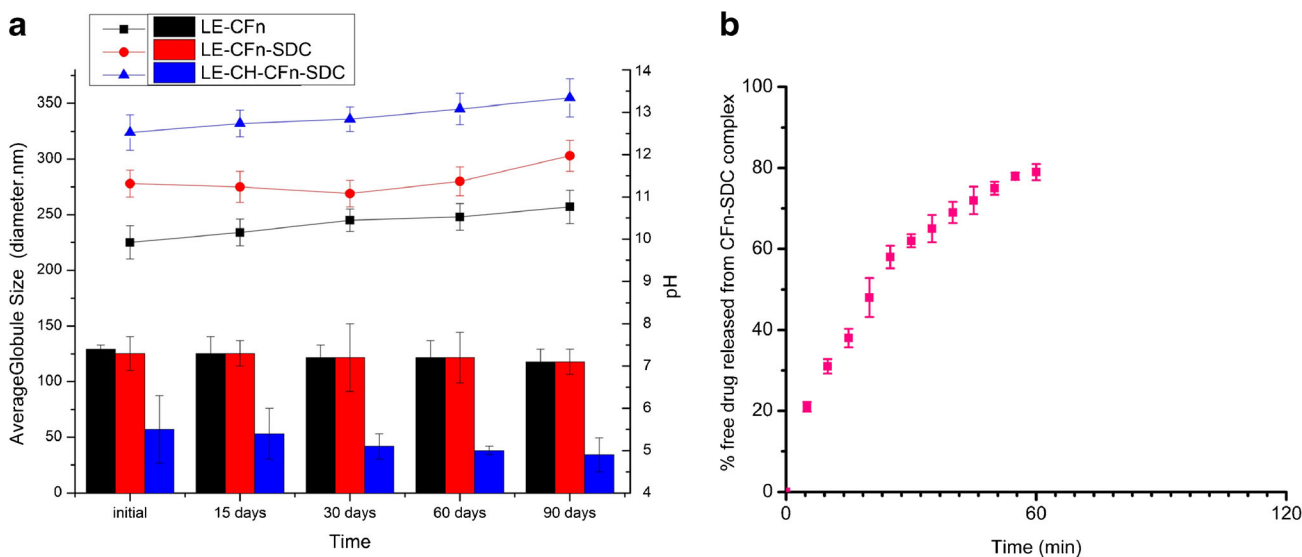 a
LE-CFn
LE-CFn-SDC
LE-CH-CFn-SDC
AverageGlobule Size (diameter.nm)
350
300
250
200
150
100
50
0
14
13
12
11
10
9
8
7
6
5
4
pH
initial
15 days
30 days
60 days
90 days
Time
b
% free drug released from CFn-SDC complex
100
80
60
40
20
0
0
60
120
Time (min)